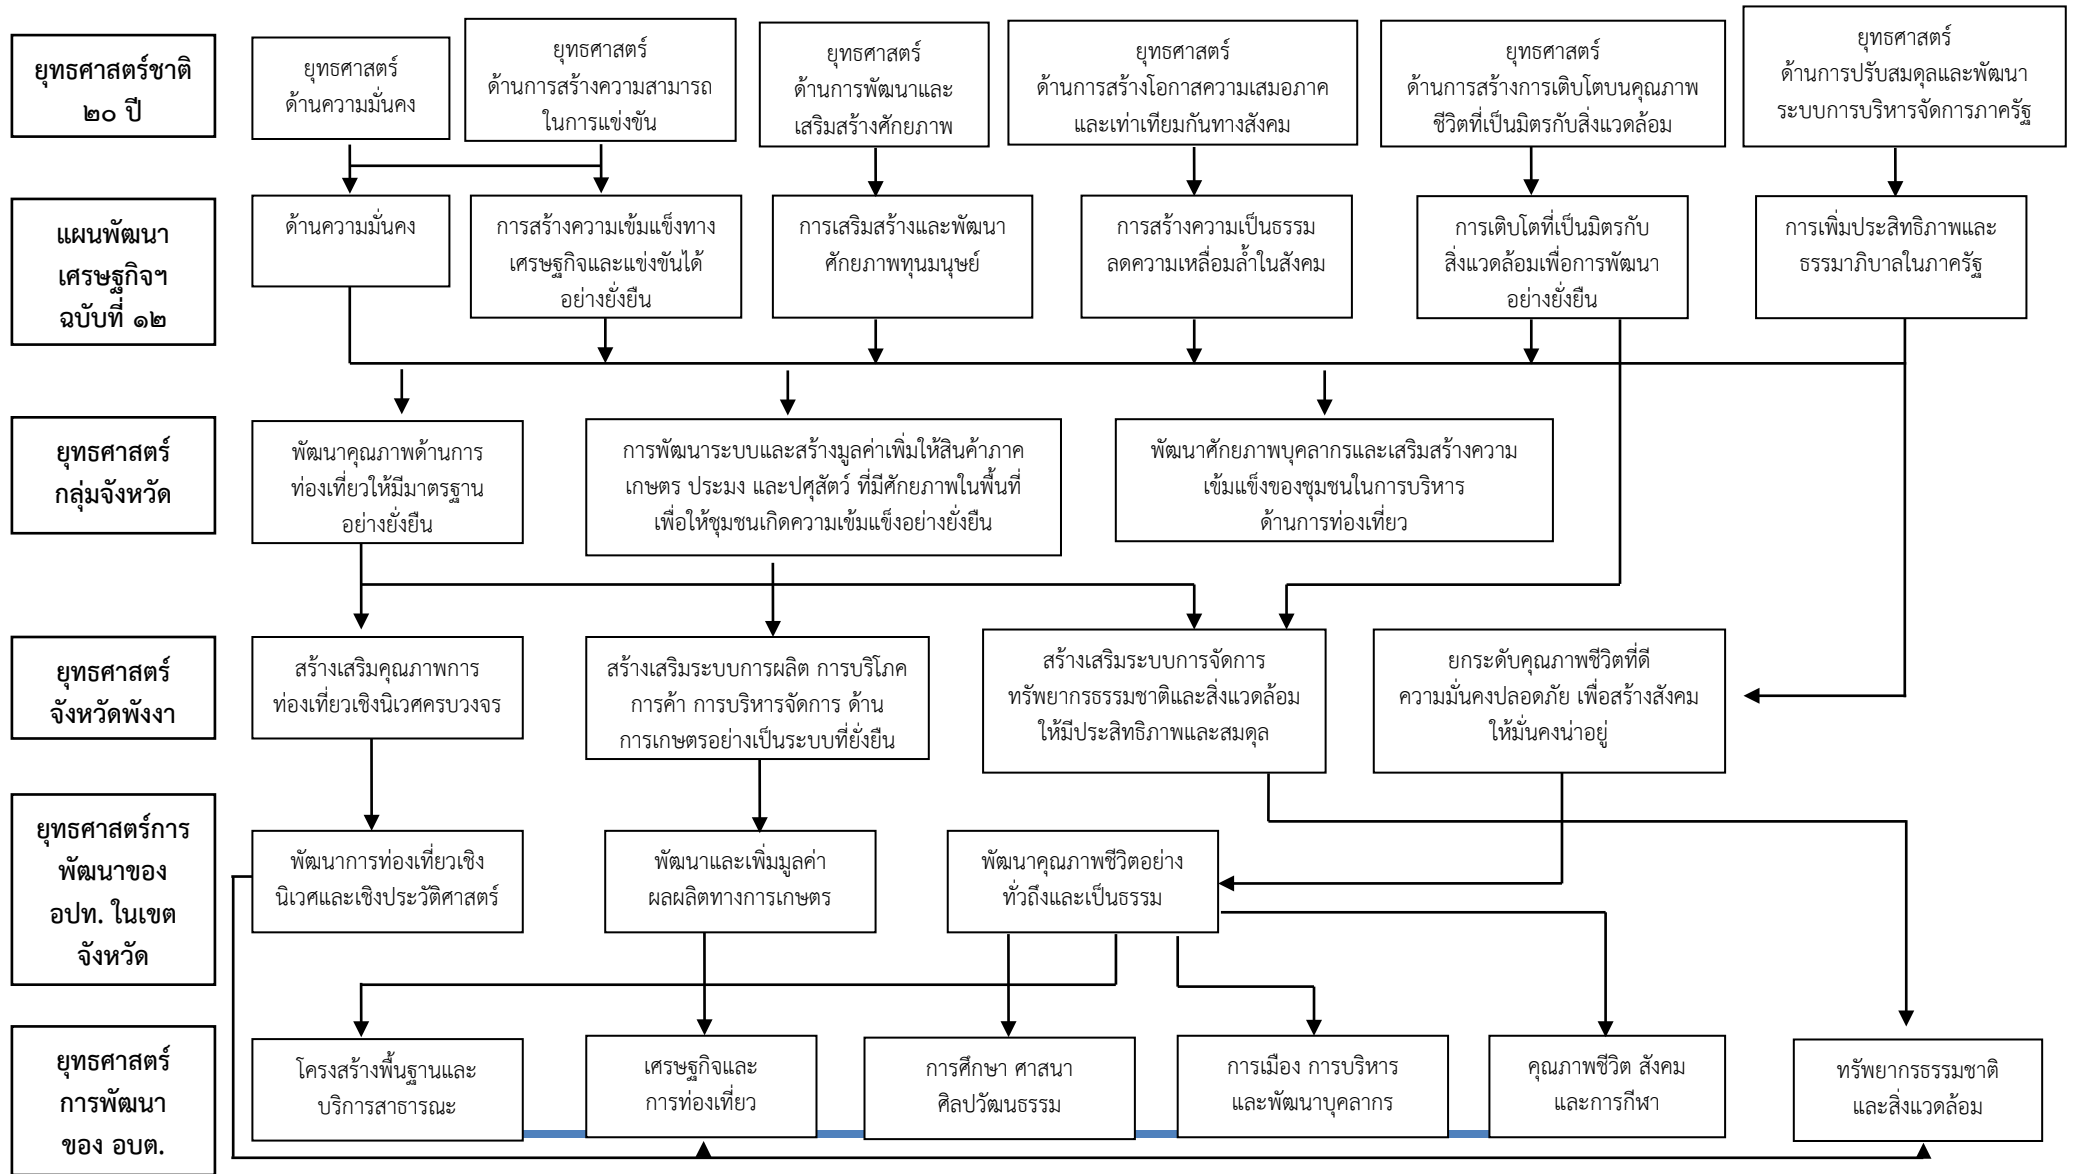 ยุทธศาสตร์ชาติ
๒๐ ปี
ยุทธศาสตร์
ด้านความมั่นคง
ยุทธศาสตร์
ด้านการสร้างความสามารถ
ในการแข่งขัน
ยุทธศาสตร์
ด้านการพัฒนาและ
เสริมสร้างศักยภาพ
ยุทธศาสตร์
ด้านการสร้างโอกาสความเสมอภาค
และเท่าเทียมกันทางสังคม
ยุทธศาสตร์
ด้านการสร้างการเติบโตบนคุณภาพ
ชีวิตที่เป็นมิตรกับสิ่งแวดล้อม
ยุทธศาสตร์
ด้านการปรับสมดุลและพัฒนา
ระบบการบริหารจัดการภาครัฐ
แผนพัฒนา
เศรษฐกิจฯ
ฉบับที่ ๑๒
ด้านความมั่นคง
การสร้างความเข้มแข็งทาง
เศรษฐกิจและแข่งขันได้
อย่างยั่งยืน
การเสริมสร้างและพัฒนา
ศักยภาพทุนมนุษย์
การสร้างความเป็นธรรม
ลดความเหลื่อมล้ำในสังคม
การเติบโตที่เป็นมิตรกับ
สิ่งแวดล้อมเพื่อการพัฒนา
อย่างยั่งยืน
การเพิ่มประสิทธิภาพและ
ธรรมาภิบาลในภาครัฐ
ยุทธศาสตร์
กลุ่มจังหวัด
พัฒนาคุณภาพด้านการ
ท่องเที่ยวให้มีมาตรฐาน
อย่างยั่งยืน
การพัฒนาระบบและสร้างมูลค่าเพิ่มให้สินค้าภาค
เกษตร ประมง และปศุสัตว์ ที่มีศักยภาพในพื้นที่
เพื่อให้ชุมชนเกิดความเข้มแข็งอย่างยั่งยืน
พัฒนาศักยภาพบุคลากรและเสริมสร้างความ
เข้มแข็งของชุมชนในการบริหาร
ด้านการท่องเที่ยว
ยุทธศาสตร์
จังหวัดพังงา
สร้างเสริมคุณภาพการ
ท่องเที่ยวเชิงนิเวศครบวงจร
สร้างเสริมระบบการผลิต การบริโภค
การค้า การบริหารจัดการ ด้าน
การเกษตรอย่างเป็นระบบที่ยั่งยืน
สร้างเสริมระบบการจัดการ
ทรัพยากรธรรมชาติและสิ่งแวดล้อม
ให้มีประสิทธิภาพและสมดุล
ยกระดับคุณภาพชีวิตที่ดี
ความมั่นคงปลอดภัย เพื่อสร้างสังคม
ให้มั่นคงน่าอยู่
ยุทธศาสตร์การ
พัฒนาของ
อปท. ในเขต
จังหวัด
พัฒนาการท่องเที่ยวเชิง
นิเวศและเชิงประวัติศาสตร์
พัฒนาและเพิ่มมูลค่า
ผลผลิตทางการเกษตร
พัฒนาคุณภาพชีวิตอย่าง
ทั่วถึงและเป็นธรรม
ยุทธศาสตร์
การพัฒนา
ของ อบต.
โครงสร้างพื้นฐานและ
บริการสาธารณะ
เศรษฐกิจและ
การท่องเที่ยว
การศึกษา ศาสนา
ศิลปวัฒนธรรม
การเมือง การบริหาร
และพัฒนาบุคลากร
คุณภาพชีวิต สังคม
และการกีฬา
ทรัพยากรธรรมชาติ
และสิ่งแวดล้อม